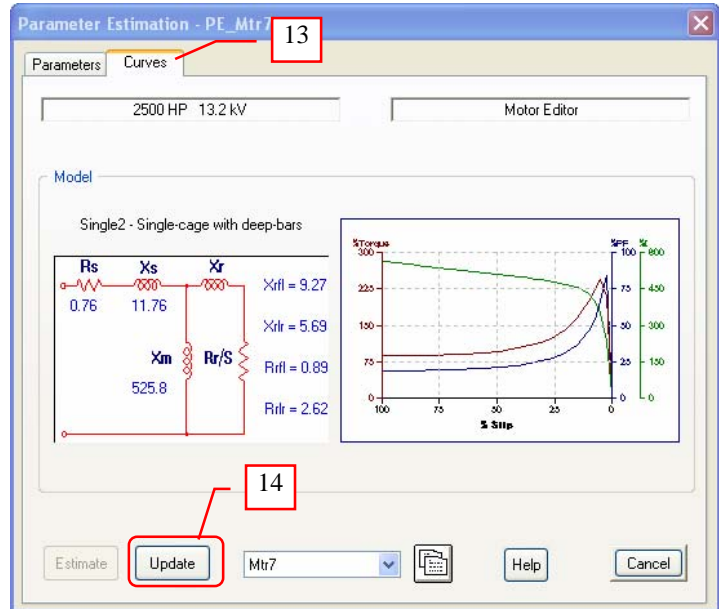 Parameter Estimation - PE_Mtr7
13
Parameters Curves
2500 HP 13.2 kV Motor Editor
Model
Single2 - Single-cage with deep-bars
Rs Xs Xr
0.76 11.76
Xm Rr/S
525.8
Xrfl = 9.27
Xrlr = 5.69
Rrfl = 0.89
Rrlr = 2.62
%Torque %PF %I
300 100 600
225 75 450
150 50 300
75 25 150
0 0 0
100 75 50 25 0
% Slip
14
Estimate Update Mtr7 Help Cancel